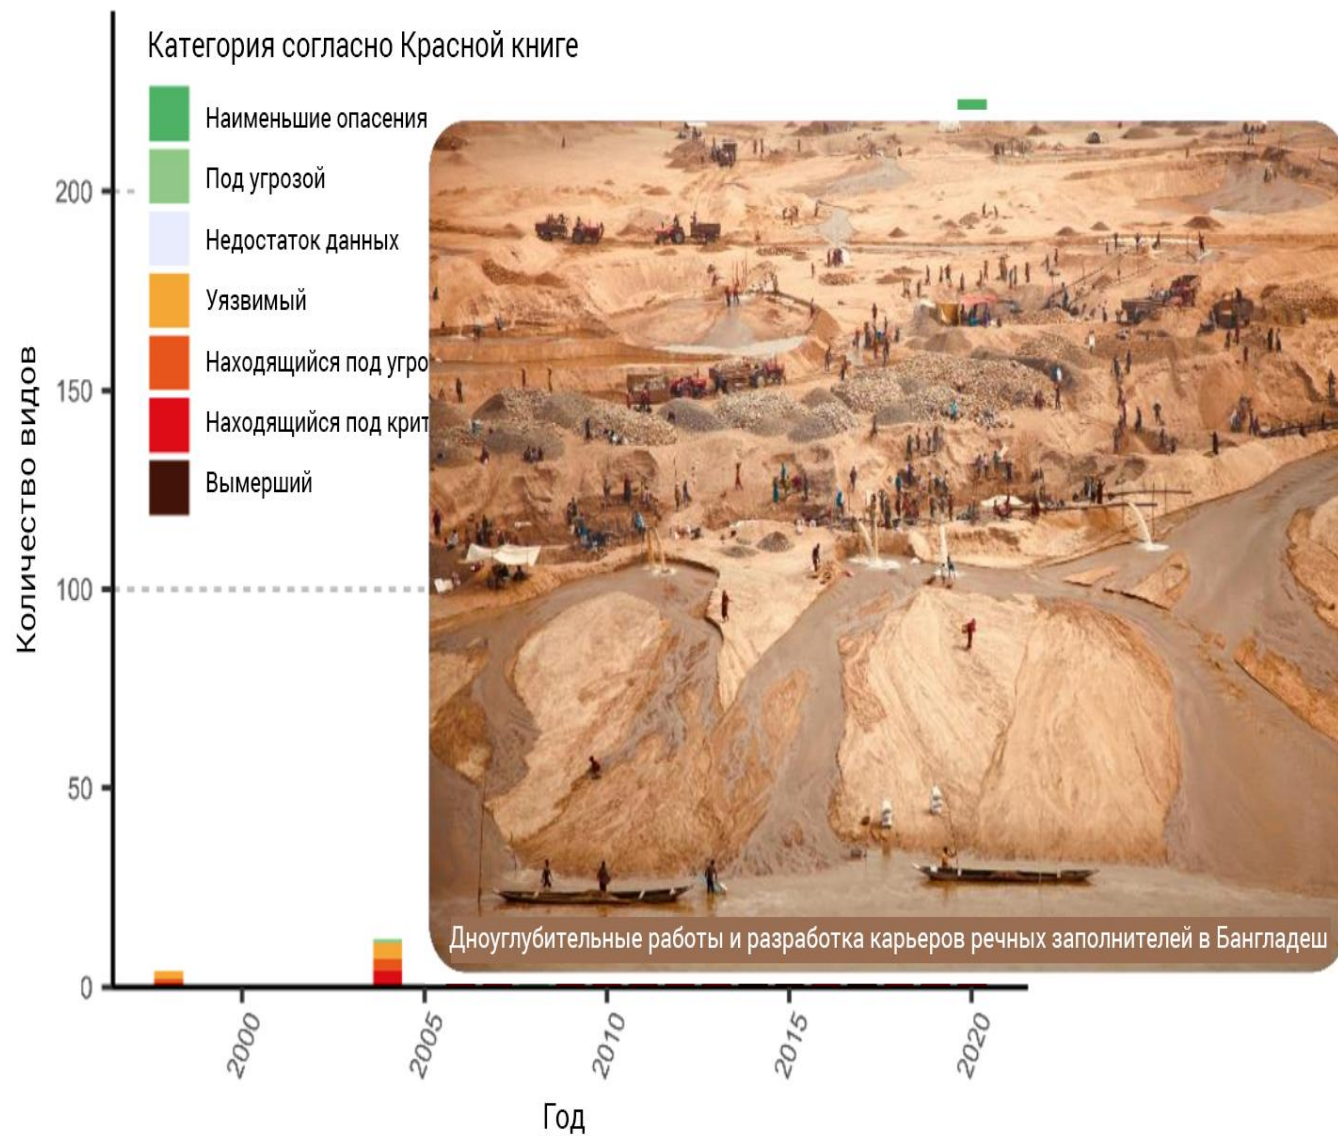 Категория согласно Красной книге
Наименьшие опасения
Под угрозой
Недостаток данных
Уязвимый
Находящийся под угро
Находящийся под крит
Вымерший
Количество видов
200
150
100
50
0
Дноуглубительные работы и разработка карьеров речных заполнителей в Бангладеш
2000
2005
2010
2015
2020
Год